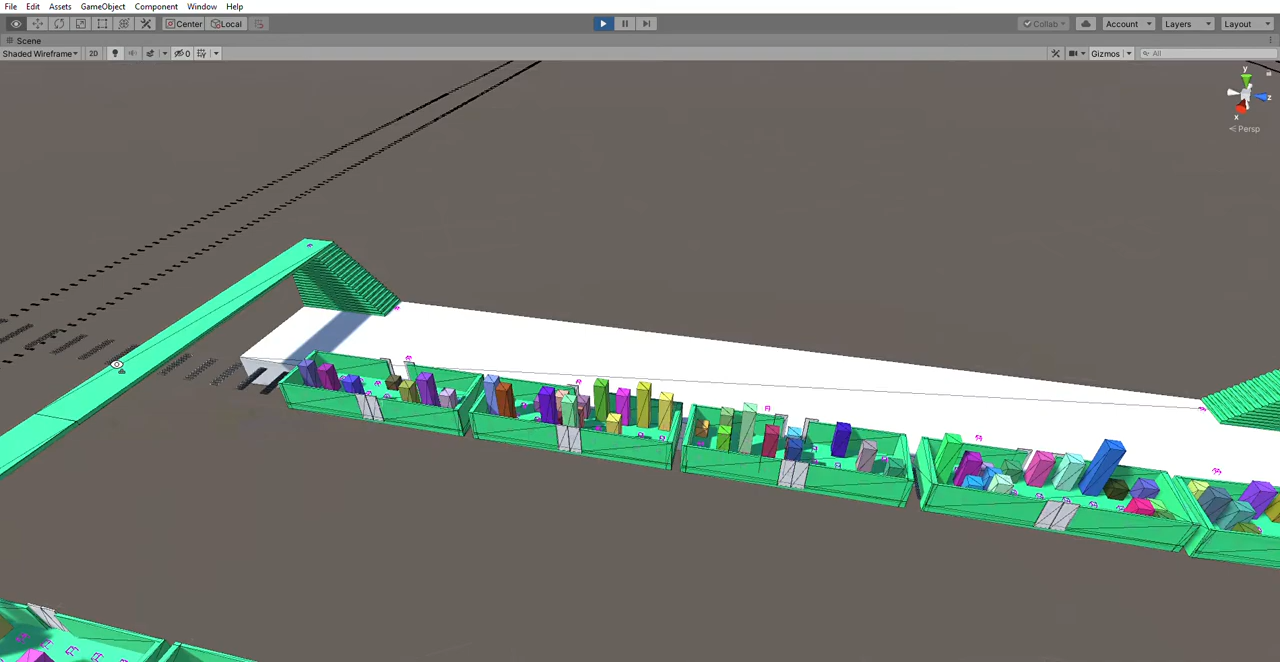 File Edit Assets GameObject Component Window Help
Center Local Collab Account Layers Layout
Scene
Shaded Wireframe 2D 0 Gizmos All
y
z
x
Persp